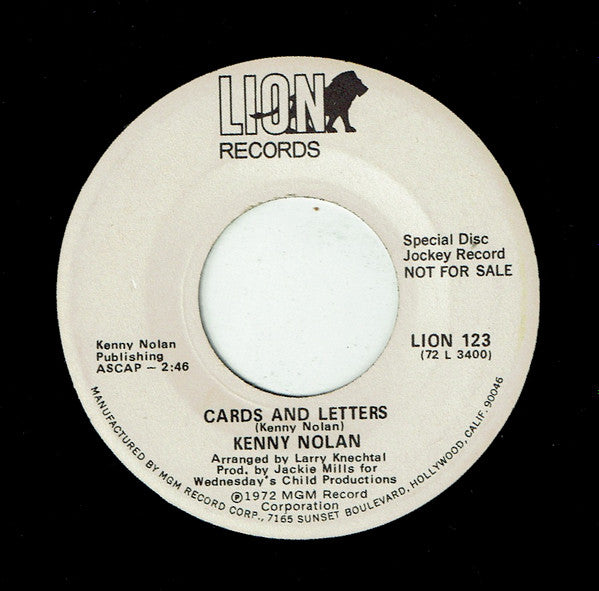 LION
RECORDS
Special Disc
Jockey Record
NOT FOR SALE
Kenny Nolan
Publishing
ASCAP – 2:46
LION 123
(72 L 3400)
CARDS AND LETTERS
(Kenny Nolan)
KENNY NOLAN
Arranged by Larry Knechtal
Prod. by Jackie Mills for
Wednesday's Child Productions
Ⓟ1972 MGM Record
Corporation
MANUFACTURED BY MGM RECORD CORP., 7165 SUNSET BOULEVARD, HOLLYWOOD, CALIF. 90046